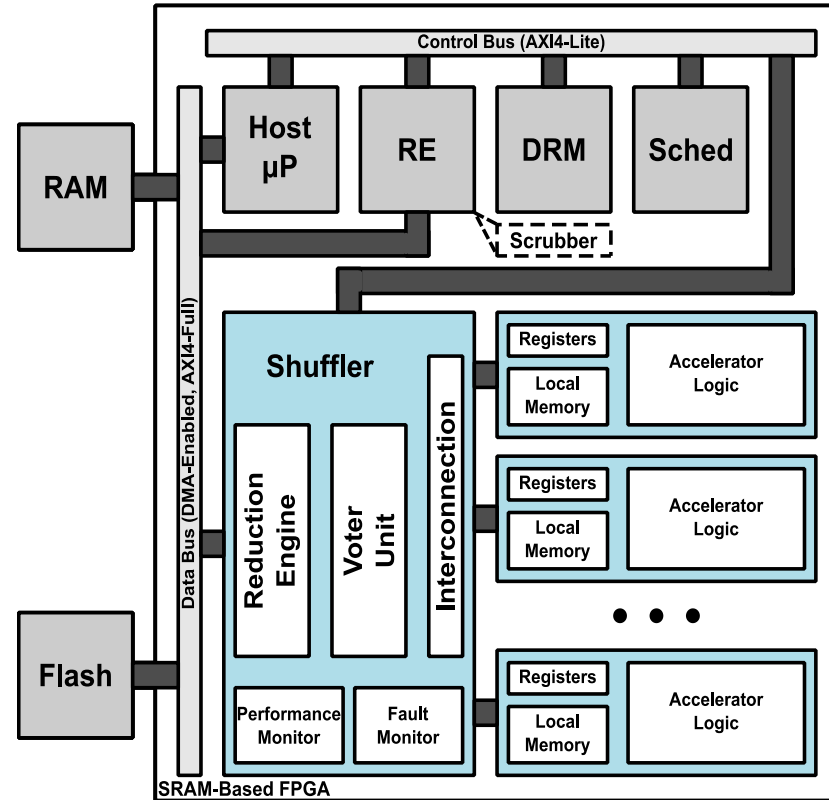 Control Bus (AXI4-Lite)
Host
µP
RE
DRM
Sched
RAM
Scrubber
Data Bus (DMA-Enabled, AXI4-Full)
Shuffler
Reduction
Engine
Voter
Unit
Interconnection
Performance
Monitor
Fault
Monitor
Registers
Local
Memory
Accelerator
Logic
Registers
Local
Memory
Accelerator
Logic
Registers
Local
Memory
Accelerator
Logic
Flash
SRAM-Based FPGA